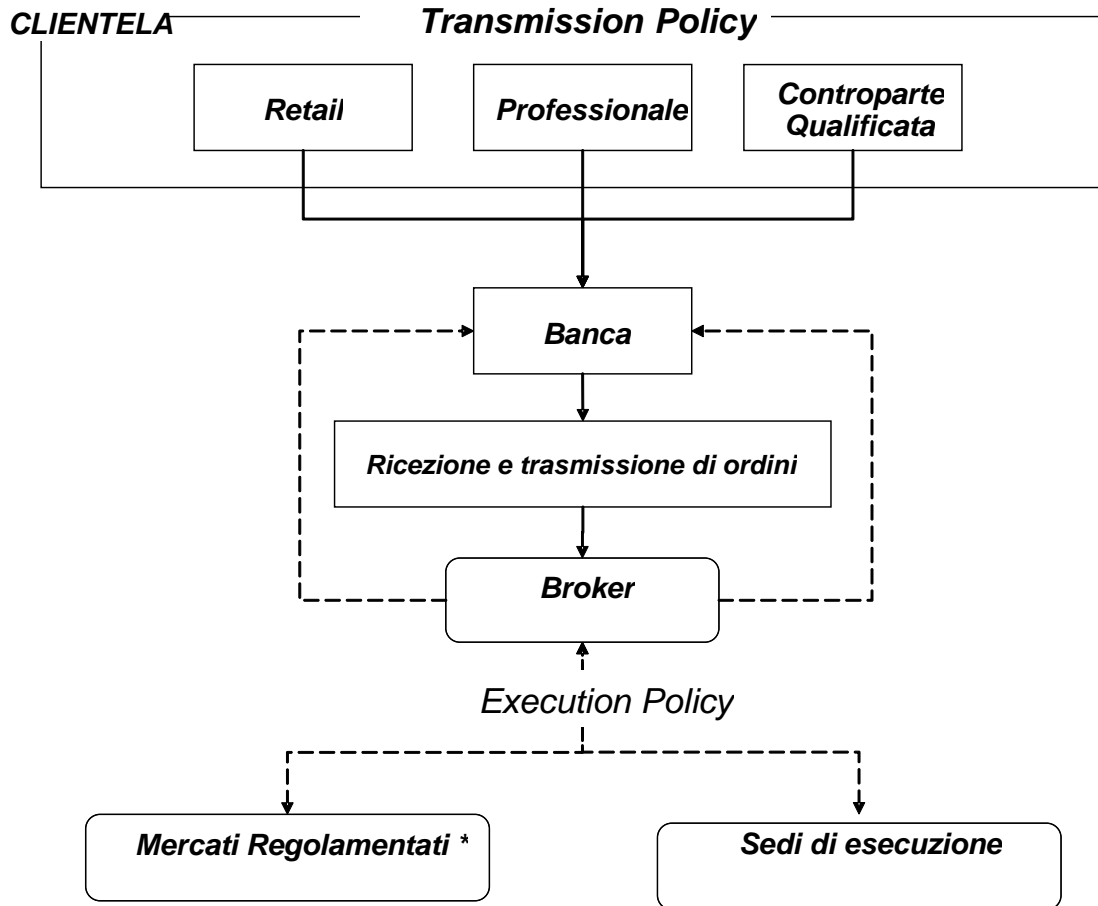 CLIENTELA
Transmission Policy
Retail
Professionale
Controparte
Qualificata
Banca
Ricezione e trasmissione di ordini
Broker
Execution Policy
Mercati Regolamentati *
Sedi di esecuzione